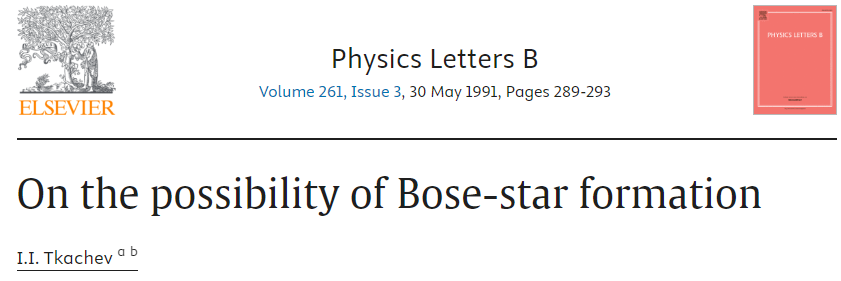 Physics Letters B
PHYSICS LETTERS B
Volume 261, Issue 3, 30 May 1991, Pages 289-293
ELSEVIER
On the possibility of Bose-star formation
I.I. Tkachev a b